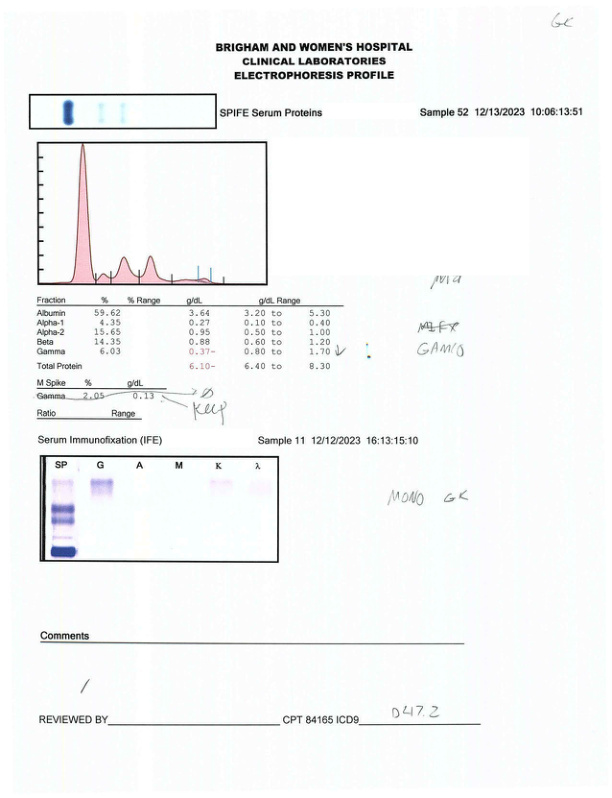 GK
BRIGHAM AND WOMEN'S HOSPITAL
CLINICAL LABORATORIES
ELECTROPHORESIS PROFILE
SPIFE Serum Proteins Sample 52 12/13/2023 10:06:13:51
Fraction % % Range g/dL g/dL Range
Albumin 59.62 3.64 3.20 to 5.30
Alpha-1 4.35 0.27 0.10 to 0.40
Alpha-2 15.65 0.95 0.50 to 1.00
Beta 14.35 0.88 0.60 to 1.20
Gamma 6.03 0.37- 0.80 to 1.70 ↓
GAM/O
Total Protein 6.10- 6.40 to 8.30
M Spike % g/dL
Gamma 2.05 0.13
Keep
Ratio Range
Serum Immunofixation (IFE) Sample 11 12/12/2023 16:13:15:10
SP G A M K λ
MONO GK
Comments
REVIEWED BY CPT 84165 ICD9 D47.2